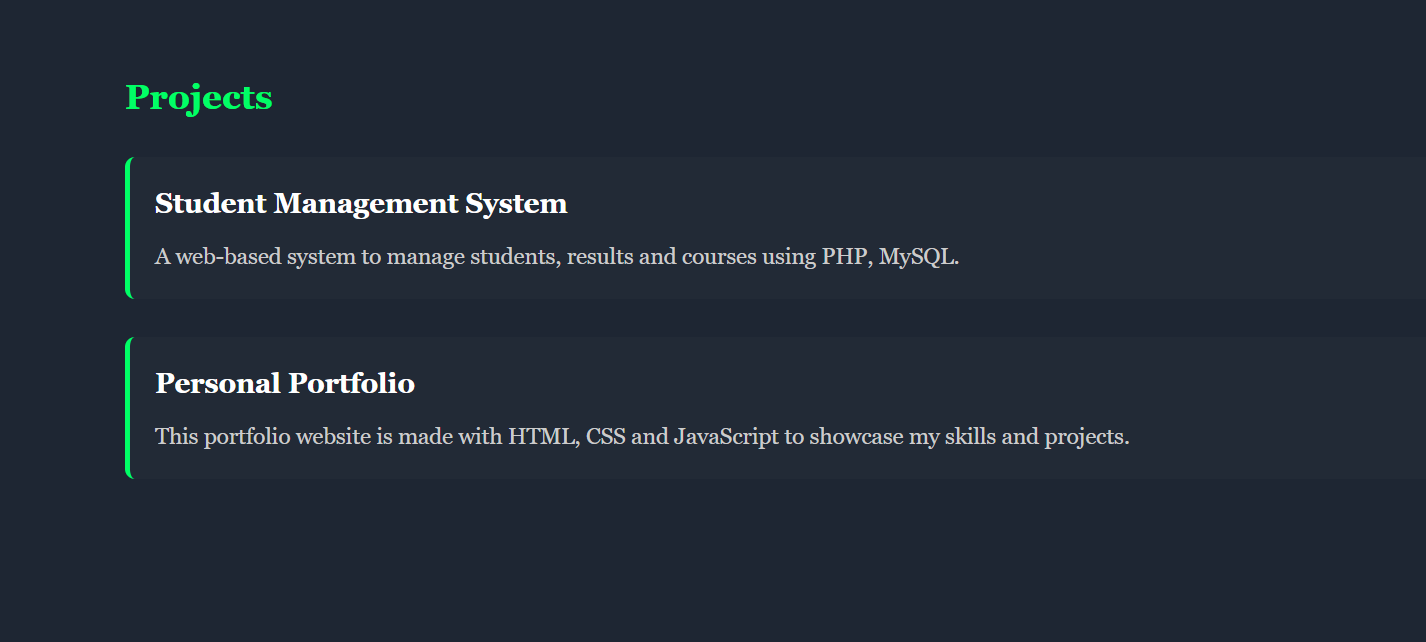 Projects
Student Management System
A web-based system to manage students, results and courses using PHP, MySQL.
Personal Portfolio
This portfolio website is made with HTML, CSS and JavaScript to showcase my skills and projects.